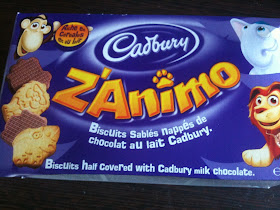 Cadbury
Z'Animo
Biscuits Sablés Nappés de
chocolat au lait Cadbury.
Biscuits half Covered with Cadbury milk chocolate.